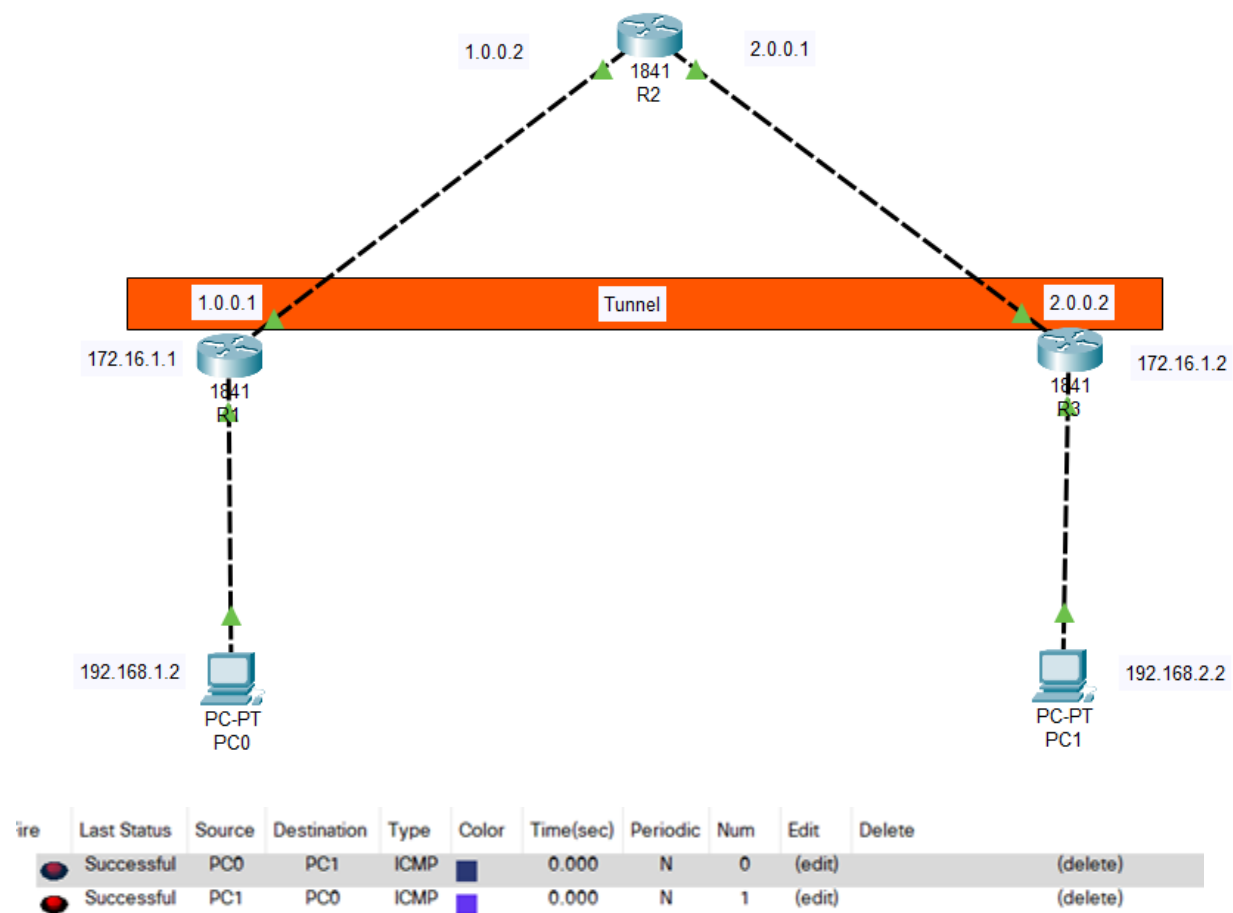 1.0.0.2
2.0.0.1
1841
R2
1.0.0.1
Tunnel
2.0.0.2
172.16.1.1
172.16.1.2
1841
R1
1841
R3
192.168.1.2
192.168.2.2
PC-PT
PC0
PC-PT
PC1
ire Last Status Source Destination Type Color Time(sec) Periodic Num Edit Delete
Successful PC0 PC1 ICMP 0.000 N 0 (edit) (delete)
Successful PC1 PC0 ICMP 0.000 N 1 (edit) (delete)